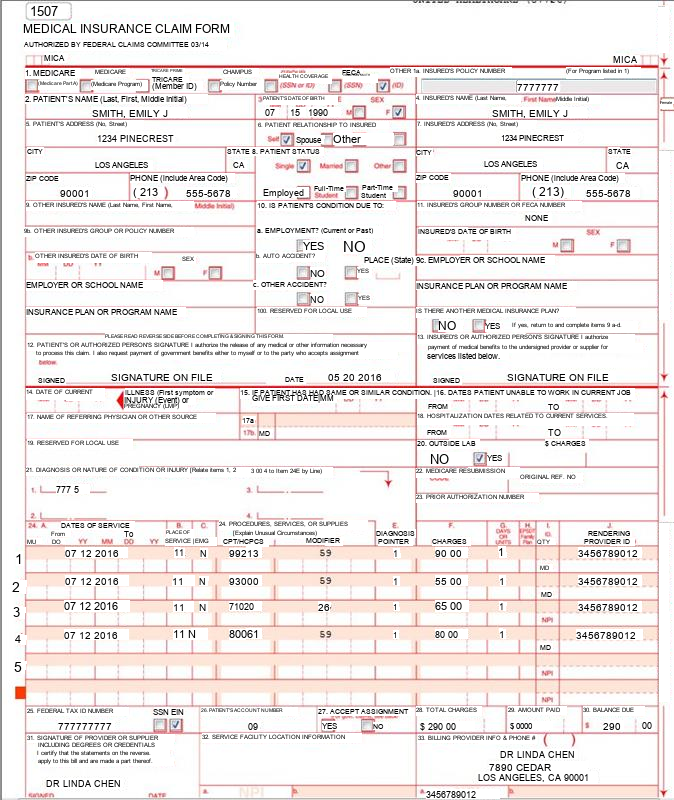 1507
MEDICAL INSURANCE CLAIM FORM
AUTHORIZED BY FEDERAL CLAIMS COMMITTEE 03/14
MICA MICA
1. MEDICARE MEDICARE TRICARE PRIME CHAMPUS FECA OTHER 1a. INSURED'S POLICY NUMBER (For Program listed in 1)
TRICARE HEALTH COVERAGE
(Medicare Part A) (Medicare Program) (Member ID) (Policy Number (SSN or ID) (SSN) (ID)
7777777
2. PATIENT'S NAME (Last, First, Middle Initial) 3 PATIENT'S DATE OF BIRTH SEX 4. INSURED'S NAME (Last Name, First Name Middle Initial)
SMITH, EMILY J 07 15 1990 M F SMITH, EMILY J
5. PATIENT'S ADDRESS (No, Street) 6. PATIENT RELATIONSHIP TO INSURED 7. INSURED'S ADDRESS (No, Street)
1234 PINECREST Self Spouse Other 1234 PINECREST
CITY STATE 8. PATIENT STATUS CITY STATE
LOS ANGELES CA Single Married Other LOS ANGELES CA
ZIP CODE PHONE (Include Area Code) ZIP CODE PHONE (Include Area Code)
90001 ( 213 ) 555-5678 Employed Full-Time Student Part-Time Student 90001 ( 213) 555-5678
9. OTHER INSURED'S NAME (Last Name, First Name, Middle Initial) 10. IS PATIENT'S CONDITION DUE TO: 11. INSURED'S GROUP NUMBER OR FECA NUMBER
NONE
9b. OTHER INSURED'S GROUP OR POLICY NUMBER a. EMPLOYMENT? (Current or Past) INSURED'S DATE OF BIRTH SEX
YES NO M F
b. OTHER INSURED'S DATE OF BIRTH SEX b. AUTO ACCIDENT? PLACE (State) 9c. EMPLOYER OR SCHOOL NAME
MM DD YY M F NO YES
EMPLOYER OR SCHOOL NAME c. OTHER ACCIDENT? INSURANCE PLAN OR PROGRAM
NO YES
INSURANCE PLAN OR PROGRAM NAME 100. RESERVED FOR LOCAL USE IS THERE ANOTHER MEDICAL INSURANCE PLAN?
NO YES If yes, return to and complete items 9 a-d.
PLEASE READ REVERSE SIDE BEFORE COMPLETING & SIGNING THIS FORM.
12. PATIENT'S OR AUTHORIZED PERSON'S SIGNATURE I authorize the release of any medical or other information necessary
to process this claim. I also request payment of government benefits either to myself or to the party who accepts assignment
below.
13. INSURED'S OR AUTHORIZED PERSON'S SIGNATURE I authorize
payment of medical benefits to the undersigned provider or supplier for
services listed below.
SIGNED SIGNATURE ON FILE DATE 05 20 2016 SIGNED SIGNATURE ON FILE
14. DATE OF CURRENT ILLNESS (First symptom or 15. IF PATIENT HAS HAD SAME OR SIMILAR CONDITION. 16. DATES PATIENT UNABLE TO WORK IN CURRENT JOB
INJURY (Event) or GIVE FIRST DATE MM
PREGNANCY (LMP) FROM TO
17. NAME OF REFERRING PHYSICIAN OR OTHER SOURCE 17a 18. HOSPITALIZATION DATES RELATED TO CURRENT SERVICES.
17b. MD FROM TO
19. RESERVED FOR LOCAL USE 20. OUTSIDE LAB $ CHARGES
NO YES
21. DIAGNOSIS OR NATURE OF CONDITION OR INJURY [Relate items 1, 2 3 00 4 to Item 24E by Line) 22. MEDICARE RESUBMISSION
CODE ORIGINAL REF. NO
1. 777 5 3.
23. PRIOR AUTHORIZATION NUMBER
2. 4.
24. A. DATES OF SERVICE B. C. 24. PROCEDURES, SERVICES, OR SUPPLIES E. F. G. H. I. J.
From To PLACE OF (Explain Unusual Circumstances) DIAGNOSIS DAYS OR UNITS EPSDT Family Plan ID. RENDERING
MU DO YY MM DD YY SERVICE EMG CPT/HCPCS MODIFIER POINTER CHARGES QTY PROVIDER ID
1 07 12 2016 11 N 99213 59 1 90 00 1 3456789012
MD
2 07 12 2016 11 N 93000 59 1 55 00 1 3456789012
MD
3 07 12 2016 11 N 71020 26 1 65 00 1 3456789012
NPI
4 07 12 2016 11 N 80061 59 1 80 00 1 3456789012
MD
5
NPI
NPI
25. FEDERAL TAX ID NUMBER SSN EIN 26. PATIENT'S ACCOUNT NUMBER 27. ACCEPT ASSIGNMENT 28. TOTAL CHARGES 29. AMOUNT PAID 30. BALANCE DUE
777777777 09 YES NO $ 290 00 $ 0000 $ 290 00
31. SIGNATURE OF PROVIDER OR SUPPLIER
INCLUDING DEGREES OR CREDENTIALS
I certify that the statements on the reverse.
apply to this bill and are made a part thereof.
32. SERVICE FACILITY LOCATION INFORMATION
33. BILLING PROVIDER INFO & PHONE # ( )
DR LINDA CHEN
7890 CEDAR
LOS ANGELES, CA 90001
DR LINDA CHEN
SIGNED DATE a. NPI b. a. 3456789012 b.